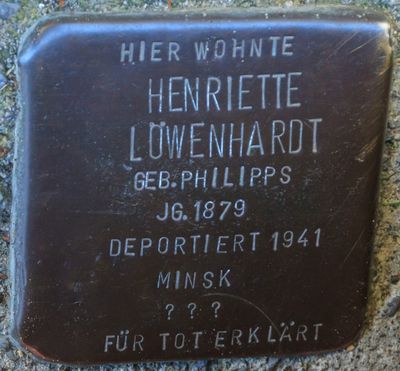 HIER WOHNTE
HENRIETTE
LÖWENHARDT
GEB. PHILIPPS
JG. 1879
DEPORTIERT 1941
MINSK
? ? ?
FÜR TOT ERKLÄRT